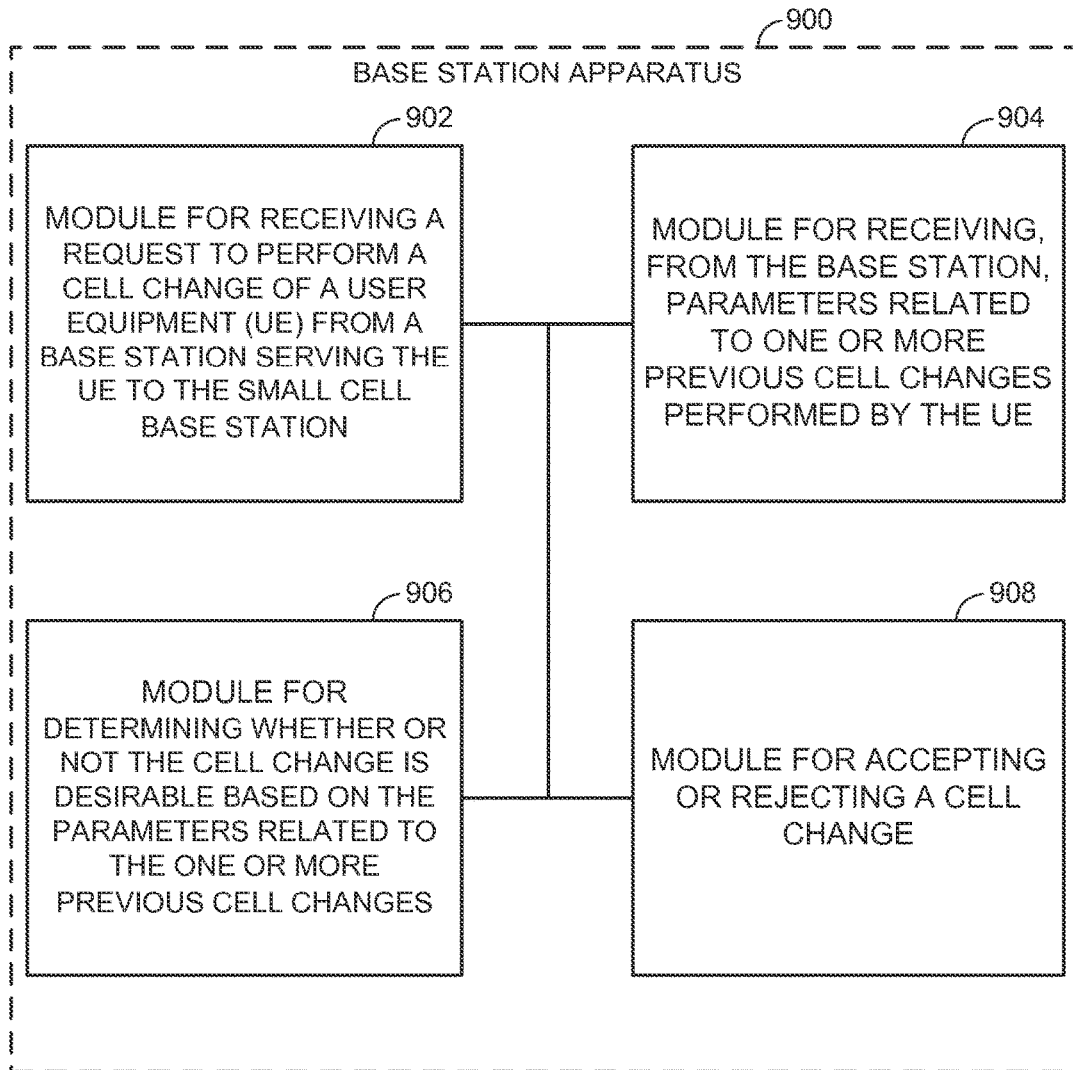 900
BASE STATION APPARATUS
902
MODULE FOR RECEIVING A
REQUEST TO PERFORM A
CELL CHANGE OF A USER
EQUIPMENT (UE) FROM A
BASE STATION SERVING THE
UE TO THE SMALL CELL
BASE STATION
904
MODULE FOR RECEIVING,
FROM THE BASE STATION,
PARAMETERS RELATED
TO ONE OR MORE
PREVIOUS CELL CHANGES
PERFORMED BY THE UE
906
MODULE FOR
DETERMINING WHETHER OR
NOT THE CELL CHANGE IS
DESIRABLE BASED ON THE
PARAMETERS RELATED TO
THE ONE OR MORE
PREVIOUS CELL CHANGES
908
MODULE FOR ACCEPTING
OR REJECTING A CELL
CHANGE